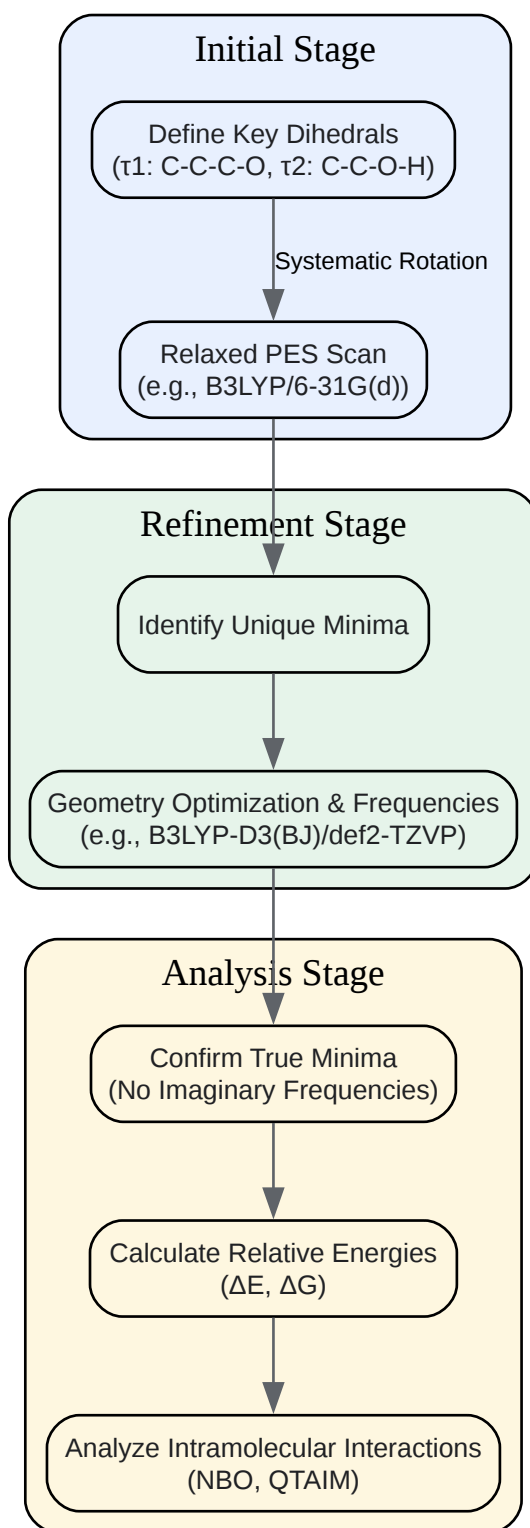 Initial Stage
Define Key Dihedrals
(τ1: C-C-C-O, τ2: C-C-O-H)
Systematic Rotation
Relaxed PES Scan
(e.g., B3LYP/6-31G(d))
Refinement Stage
Identify Unique Minima
Geometry Optimization & Frequencies
(e.g., B3LYP-D3(BJ)/def2-TZVP)
Analysis Stage
Confirm True Minima
(No Imaginary Frequencies)
Calculate Relative Energies
(ΔE, ΔG)
Analyze Intramolecular Interactions
(NBO, QTAIM)